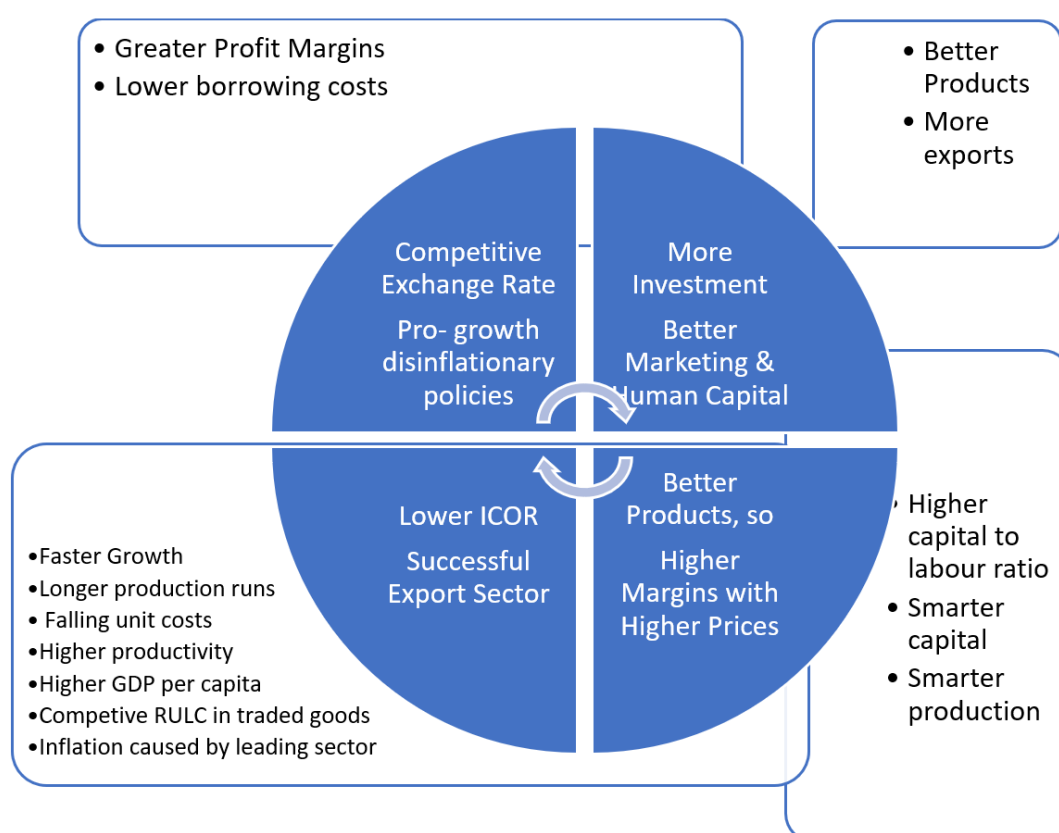 • Greater Profit Margins
• Lower borrowing costs
• Better
Products
• More
exports
Competitive
Exchange Rate
Pro- growth
disinflationary
policies
More
Investment
Better
Marketing &
Human Capital
Lower ICOR
Successful
Export Sector
Better
Products, so
Higher
Margins with
Higher Prices
•Faster Growth
•Longer production runs
• Falling unit costs
•Higher productivity
•Higher GDP per capita
•Competive RULC in traded goods
•Inflation caused by leading sector
• Higher
capital to
labour ratio
• Smarter
capital
• Smarter
production